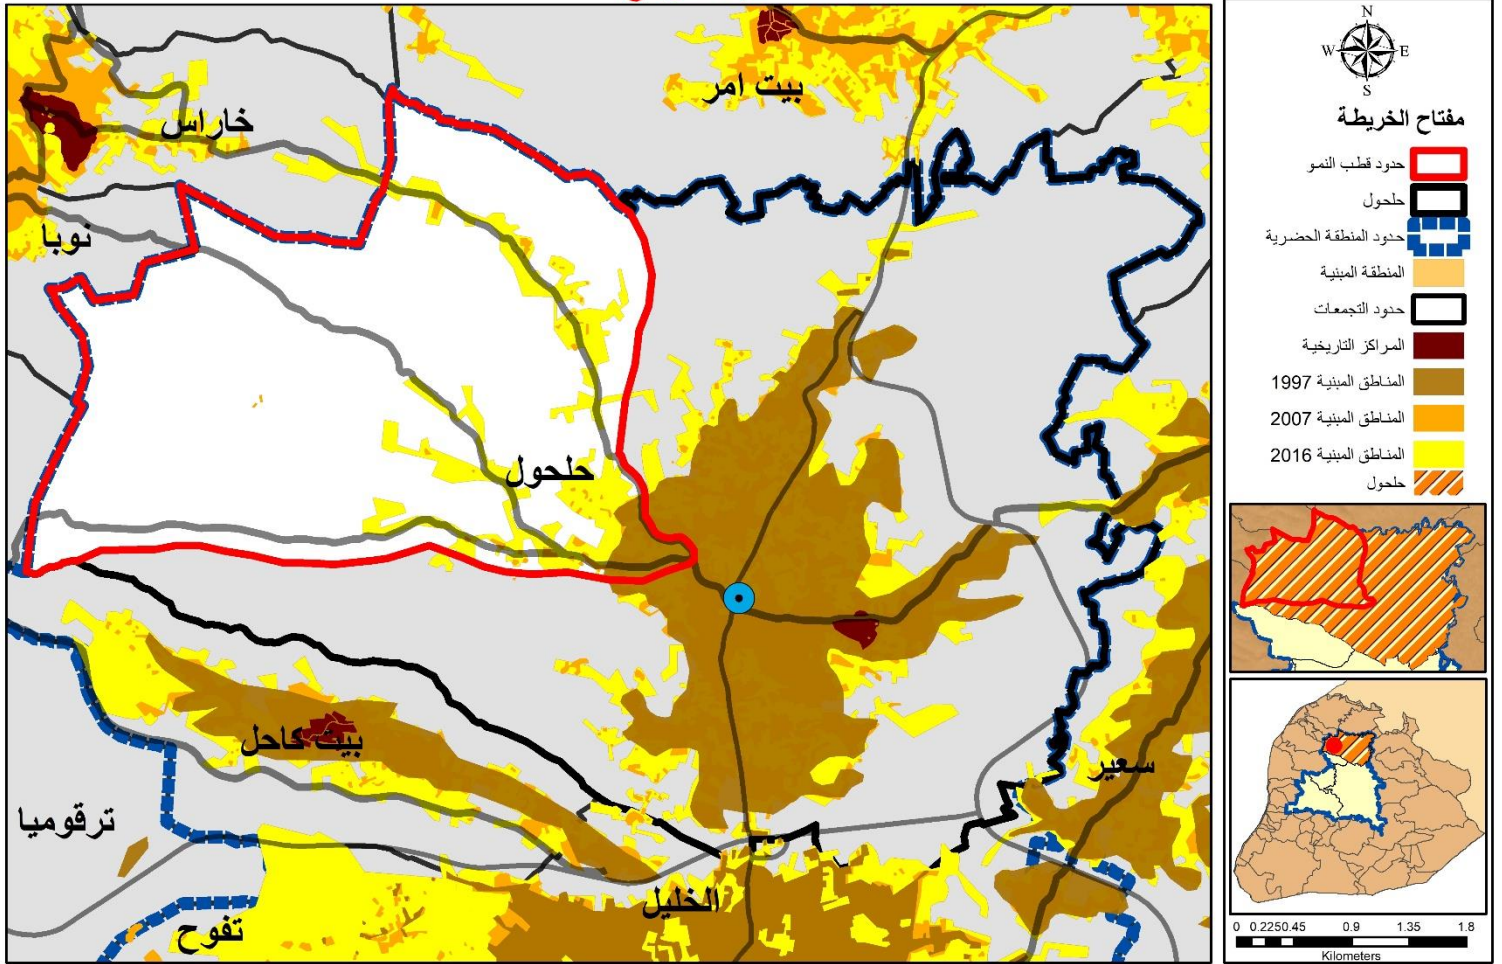 بيت امر
خاراس
نوبا
حلحول
بيت كاحل
سعير
ترقوميا
الخليل
تفوح
N
W E
S
مفتاح الخريطة
حدود قطب النمو
حلحول
حدود المنطقة الحضرية
المنطقة المبنية
حدود التجمعات
المراكز التاريخية
المناطق المبنية 1997
المناطق المبنية 2007
المناطق المبنية 2016
حلحول
0 0.2250.45 0.9 1.35 1.8
Kilometers